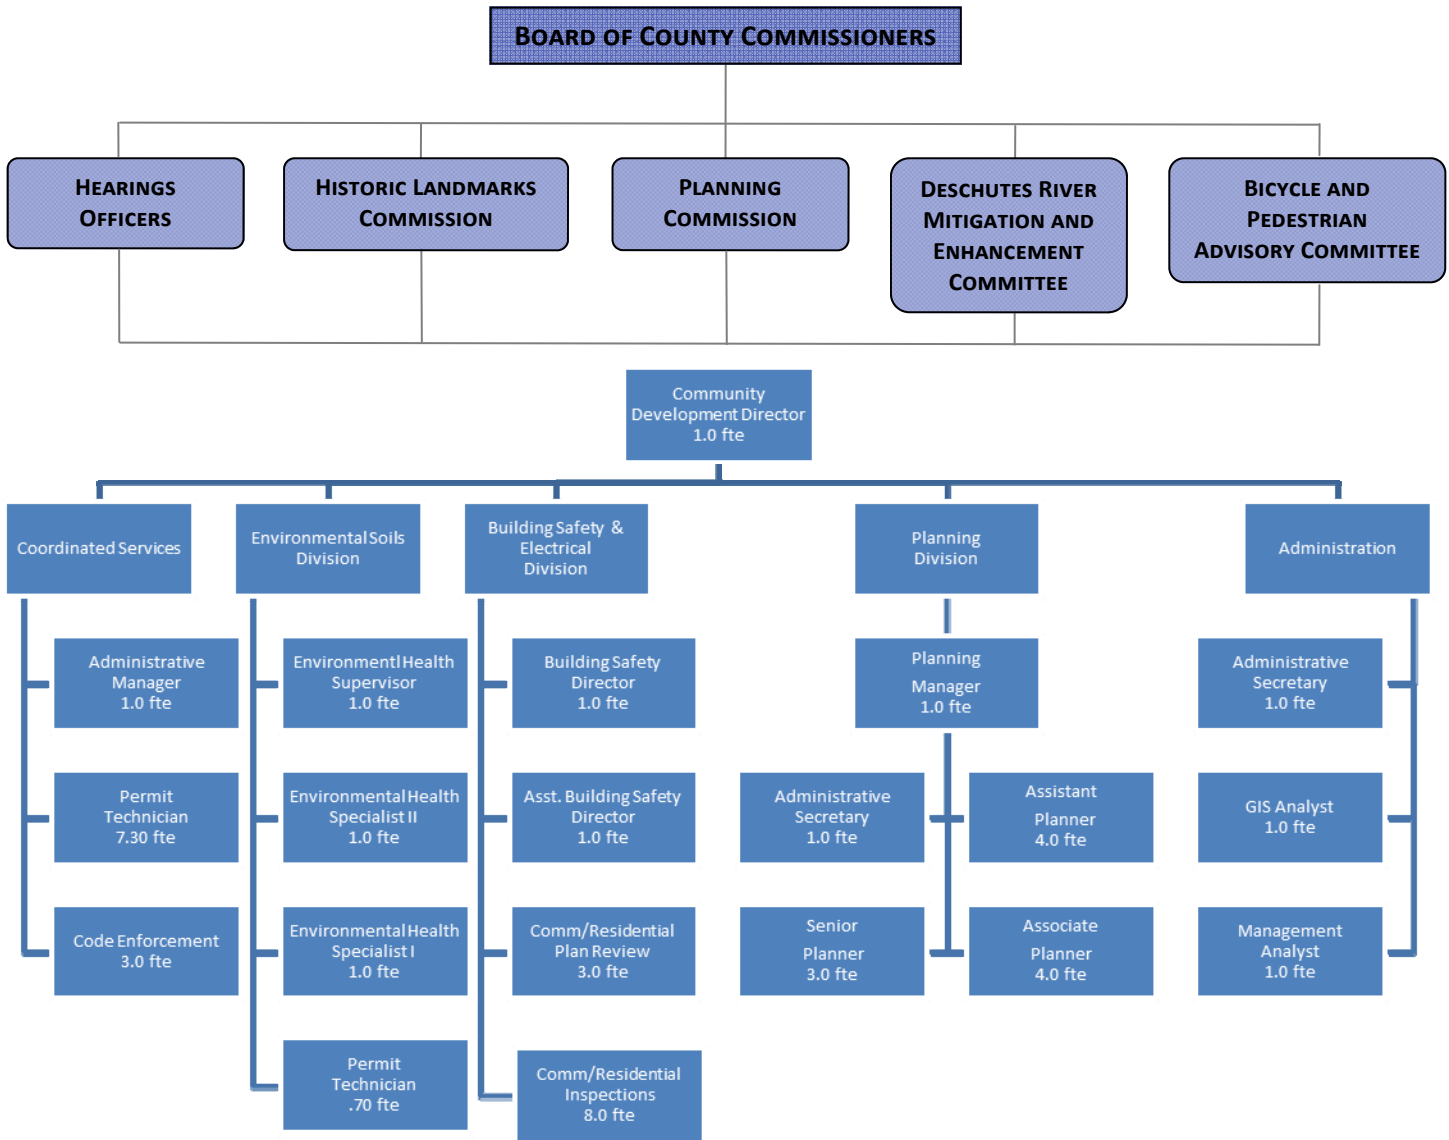 BOARD OF COUNTY COMMISSIONERS
HEARINGS
OFFICERS
HISTORIC LANDMARKS
COMMISSION
PLANNING
COMMISSION
DESCHUTES RIVER
MITIGATION AND
ENHANCEMENT
COMMITTEE
BICYCLE AND
PEDESTRIAN
ADVISORY COMMITTEE
Community
Development Director
1.0 fte
Coordinated Services
Environmental Soils
Division
Building Safety &
Electrical
Division
Planning
Division
Administration
Administrative
Manager
1.0 fte
Environmentl Health
Supervisor
1.0 fte
Building Safety
Director
1.0 fte
Planning
Manager
1.0 fte
Administrative
Secretary
1.0 fte
Permit
Technician
7.30 fte
Environmental Health
Specialist II
1.0 fte
Asst. Building Safety
Director
1.0 fte
Administrative
Secretary
1.0 fte
Assistant
Planner
4.0 fte
GIS Analyst
1.0 fte
Code Enforcement
3.0 fte
Environmental Health
Specialist I
1.0 fte
Comm/Residential
Plan Review
3.0 fte
Senior
Planner
3.0 fte
Associate
Planner
4.0 fte
Management
Analyst
1.0 fte
Permit
Technician
.70 fte
Comm/Residential
Inspections
8.0 fte